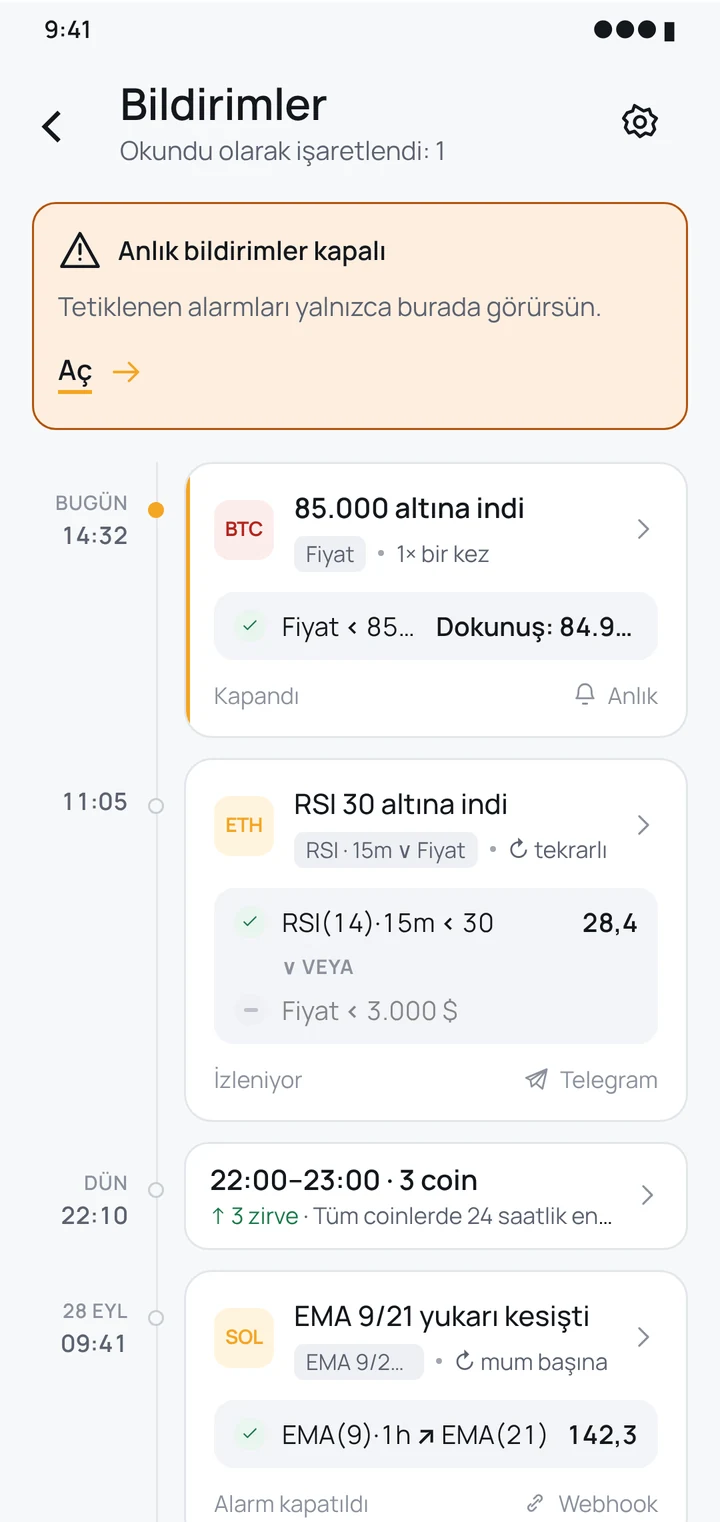 9:41
Bildirimler
Okundu olarak işaretlendi: 1
Anlık bildirimler kapalı
Tetiklenen alarmları yalnızca burada görürsün.
Aç →
BUGÜN
14:32
BTC
85.000 altına indi
Fiyat • 1× bir kez
Fiyat < 85... Dokunuş: 84.9...
Kapandı Anlık
11:05
ETH
RSI 30 altına indi
RSI · 15m ∨ Fiyat • ↻ tekrarlı
RSI(14)·15m < 30 28,4
∨ VEYA
Fiyat < 3.000 $
İzleniyor Telegram
DÜN
22:10
22:00–23:00 · 3 coin
↑ 3 zirve · Tüm coinlerde 24 saatlik en...
28 EYL
09:41
SOL
EMA 9/21 yukarı kesişti
EMA 9/2... • ↻ mum başına
EMA(9)·1h ↗ EMA(21) 142,3
Alarm kapatıldı Webhook